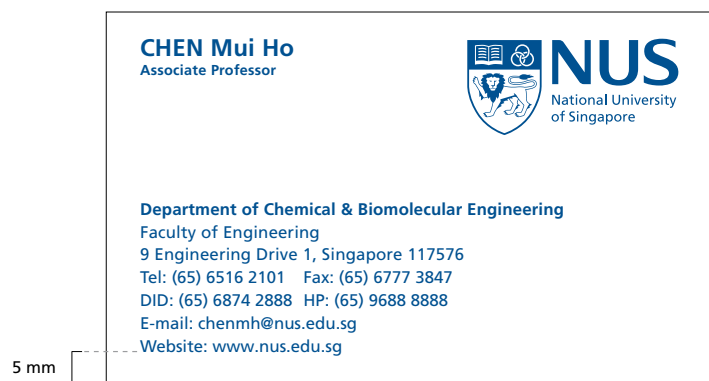 CHEN Mui Ho
Associate Professor
NUS
National University
of Singapore
Department of Chemical & Biomolecular Engineering
Faculty of Engineering
9 Engineering Drive 1, Singapore 117576
Tel: (65) 6516 2101 Fax: (65) 6777 3847
DID: (65) 6874 2888 HP: (65) 9688 8888
E-mail: chenmh@nus.edu.sg
Website: www.nus.edu.sg
5 mm